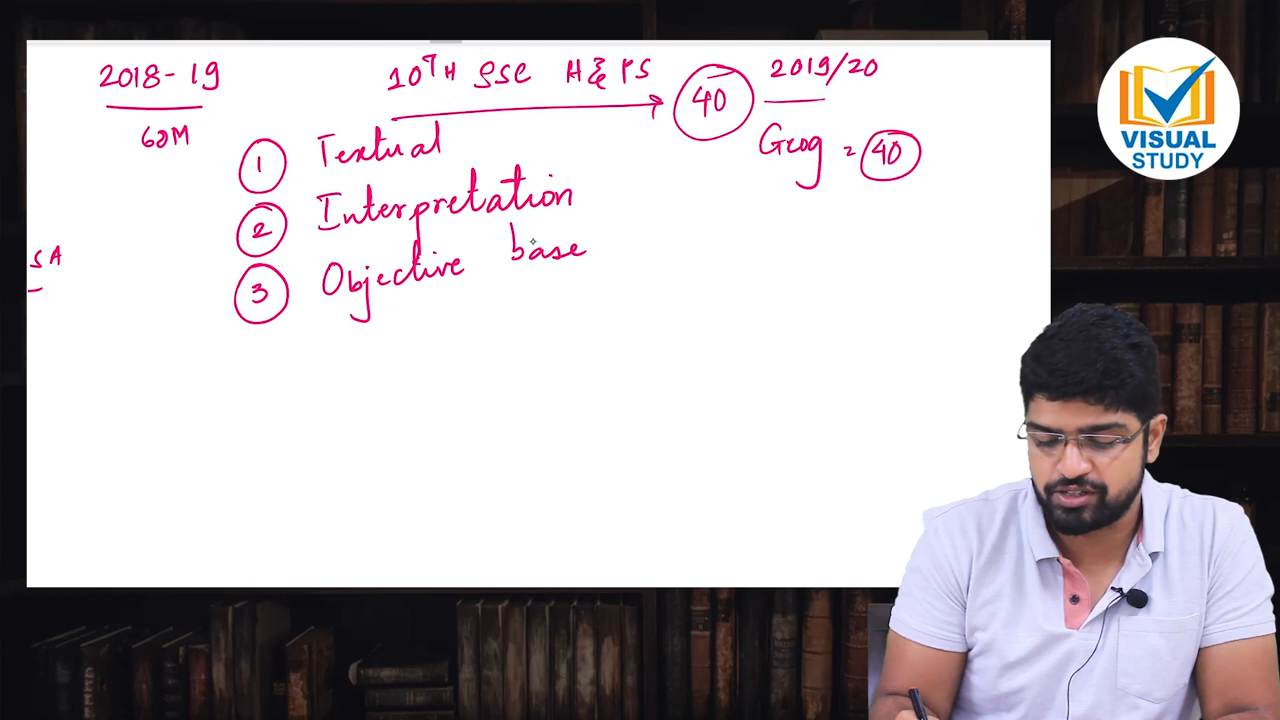 2018-19
60M
10TH SSC H & PS
40
2019/20
Geog = 40
1 Textual
2 Interpretation
3 Objective base
SA
VISUAL
STUDY